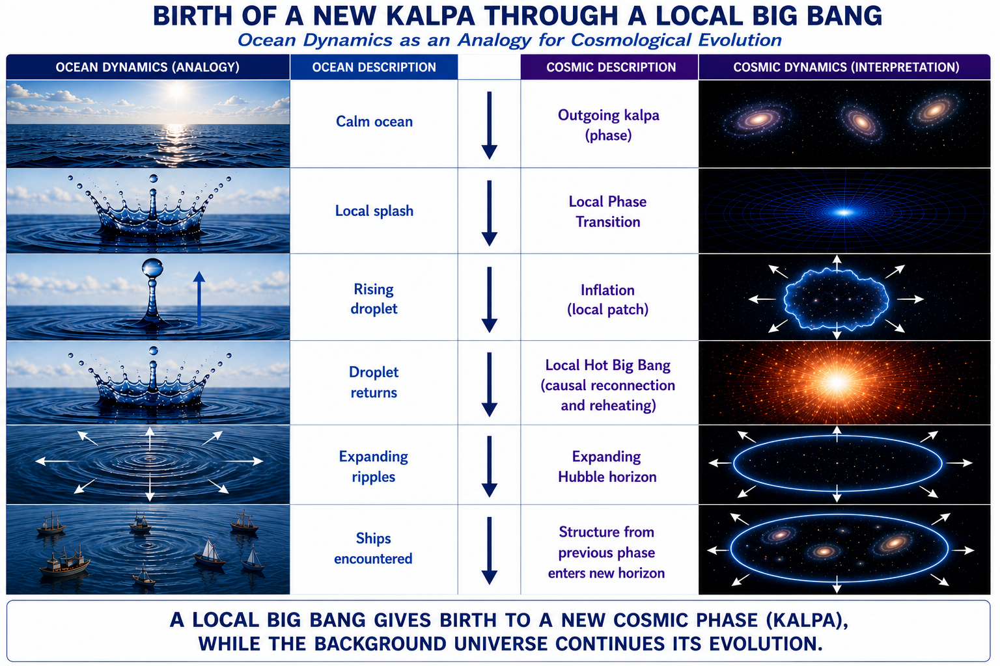 BIRTH OF A NEW KALPA THROUGH A LOCAL BIG BANG
Ocean Dynamics as an Analogy for Cosmological Evolution
OCEAN DYNAMICS (ANALOGY)
OCEAN DESCRIPTION
COSMIC DESCRIPTION
COSMIC DYNAMICS (INTERPRETATION)
Calm ocean
Outgoing kalpa
(phase)
Local splash
Local Phase
Transition
Rising
droplet
Inflation
(local patch)
Droplet
returns
Local Hot Big Bang
(causal reconnection
and reheating)
Expanding
ripples
Expanding
Hubble horizon
Ships
encountered
Structure from
previous phase
enters new horizon
A LOCAL BIG BANG GIVES BIRTH TO A NEW COSMIC PHASE (KALPA),
WHILE THE BACKGROUND UNIVERSE CONTINUES ITS EVOLUTION.